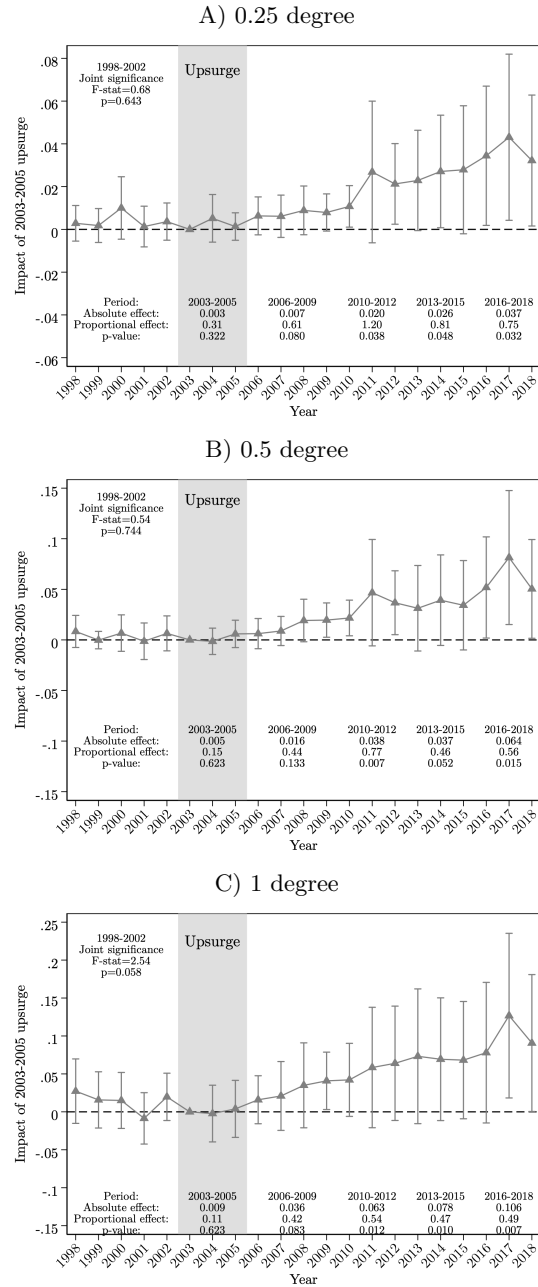 A) 0.25 degree
1998-2002
Joint significance
F-stat=0.68
p=0.643
Upsurge
Impact of 2003-2005 upsurge
.08
.06
.04
.02
0
-.02
-.04
-.06
Period: 2003-2005 2006-2009 2010-2012 2013-2015 2016-2018
Absolute effect: 0.003 0.007 0.020 0.026 0.037
Proportional effect: 0.31 0.61 1.20 0.81 0.75
p-value: 0.322 0.080 0.038 0.048 0.032
1998 1999 2000 2001 2002 2003 2004 2005 2006 2007 2008 2009 2010 2011 2012 2013 2014 2015 2016 2017 2018
Year
B) 0.5 degree
1998-2002
Joint significance
F-stat=0.54
p=0.744
Upsurge
Impact of 2003-2005 upsurge
.15
.1
.05
0
-.05
-.1
-.15
Period: 2003-2005 2006-2009 2010-2012 2013-2015 2016-2018
Absolute effect: 0.005 0.016 0.038 0.037 0.064
Proportional effect: 0.15 0.44 0.77 0.46 0.56
p-value: 0.623 0.133 0.007 0.052 0.015
1998 1999 2000 2001 2002 2003 2004 2005 2006 2007 2008 2009 2010 2011 2012 2013 2014 2015 2016 2017 2018
Year
C) 1 degree
1998-2002
Joint significance
F-stat=2.54
p=0.058
Upsurge
Impact of 2003-2005 upsurge
.25
.2
.15
.1
.05
0
-.05
-.1
-.15
Period: 2003-2005 2006-2009 2010-2012 2013-2015 2016-2018
Absolute effect: 0.009 0.036 0.063 0.078 0.106
Proportional effect: 0.11 0.42 0.54 0.47 0.49
p-value: 0.623 0.083 0.012 0.010 0.007
1998 1999 2000 2001 2002 2003 2004 2005 2006 2007 2008 2009 2010 2011 2012 2013 2014 2015 2016 2017 2018
Year